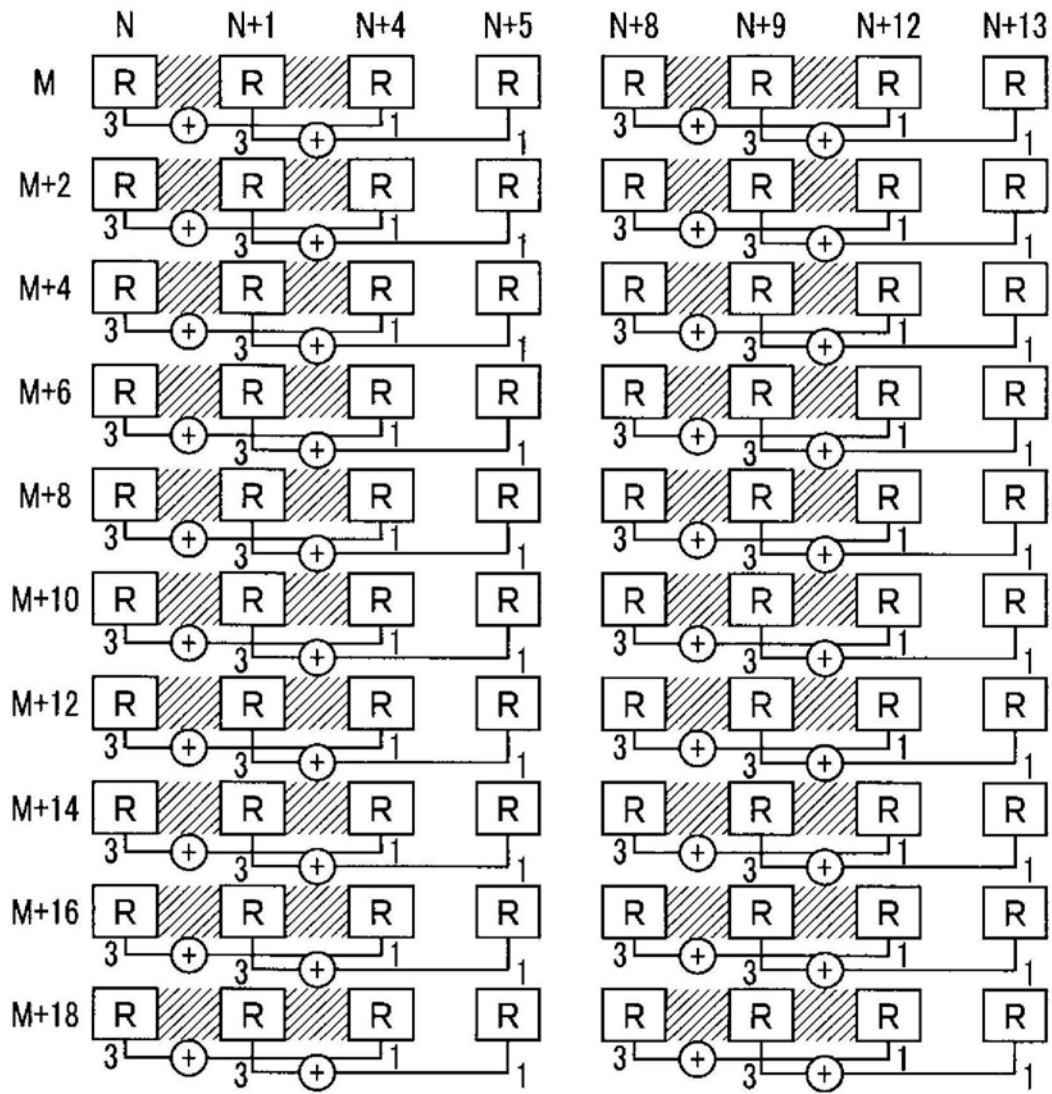 N N+1 N+4 N+5 N+8 N+9 N+12 N+13
M R R R R R R R R
3 + 3 + 1 1 3 + 3 + 1 1
M+2 R R R R R R R R
3 + 3 + 1 1 3 + 3 + 1 1
M+4 R R R R R R R R
3 + 3 + 1 1 3 + 3 + 1 1
M+6 R R R R R R R R
3 + 3 + 1 1 3 + 3 + 1 1
M+8 R R R R R R R R
3 + 3 + 1 1 3 + 3 + 1 1
M+10 R R R R R R R R
3 + 3 + 1 1 3 + 3 + 1 1
M+12 R R R R R R R R
3 + 3 + 1 1 3 + 3 + 1 1
M+14 R R R R R R R R
3 + 3 + 1 1 3 + 3 + 1 1
M+16 R R R R R R R R
3 + 3 + 1 1 3 + 3 + 1 1
M+18 R R R R R R R R
3 + 3 + 1 1 3 + 3 + 1 1